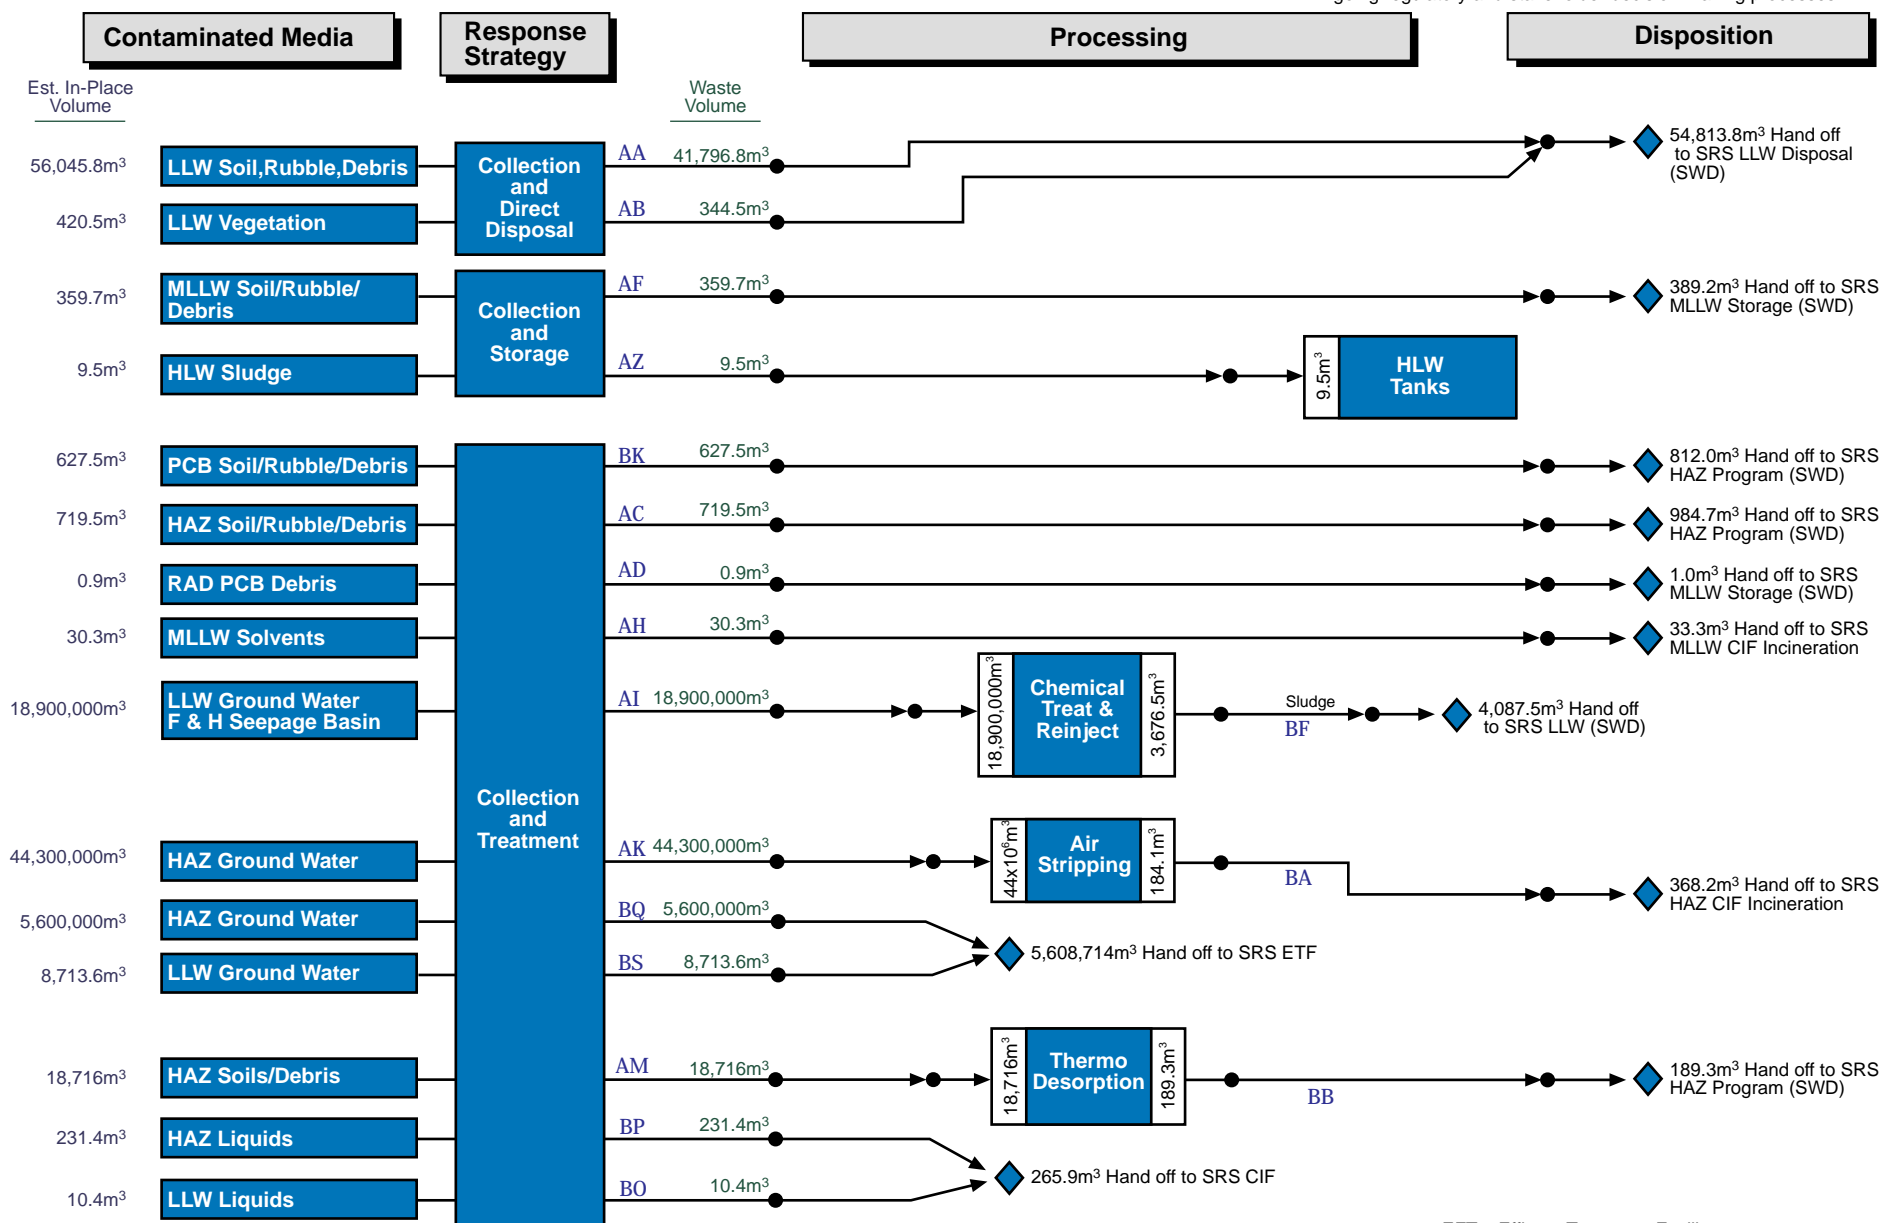 Contaminated Media
Response
Strategy
Processing
Disposition
Est. In-Place
Volume
Waste
Volume
56,045.8m³
LLW Soil,Rubble,Debris
Collection
and
Direct
Disposal
AA
41,796.8m³
54,813.8m³ Hand off
to SRS LLW Disposal
(SWD)
420.5m³
LLW Vegetation
AB
344.5m³
359.7m³
MLLW Soil/Rubble/
Debris
Collection
and
Storage
AF
359.7m³
389.2m³ Hand off to SRS
MLLW Storage (SWD)
9.5m³
HLW Sludge
AZ
9.5m³
9.5m³
HLW
Tanks
627.5m³
PCB Soil/Rubble/Debris
BK
627.5m³
812.0m³ Hand off to SRS
HAZ Program (SWD)
719.5m³
HAZ Soil/Rubble/Debris
AC
719.5m³
984.7m³ Hand off to SRS
HAZ Program (SWD)
0.9m³
RAD PCB Debris
AD
0.9m³
1.0m³ Hand off to SRS
MLLW Storage (SWD)
30.3m³
MLLW Solvents
AH
30.3m³
33.3m³ Hand off to SRS
MLLW CIF Incineration
18,900,000m³
LLW Ground Water
F & H Seepage Basin
AI
18,900,000m³
18,900,000m³
Chemical
Treat &
Reinject
3,676.5m³
Sludge
BF
4,087.5m³ Hand off
to SRS LLW (SWD)
Collection
and
Treatment
44,300,000m³
HAZ Ground Water
AK
44,300,000m³
44x10⁶m³
Air
Stripping
184.1m³
BA
368.2m³ Hand off to SRS
HAZ CIF Incineration
5,600,000m³
HAZ Ground Water
BQ
5,600,000m³
5,608,714m³ Hand off to SRS ETF
8,713.6m³
LLW Ground Water
BS
8,713.6m³
18,716m³
HAZ Soils/Debris
AM
18,716m³
18,716m³
Thermo
Desorption
189.3m³
BB
189.3m³ Hand off to SRS
HAZ Program (SWD)
231.4m³
HAZ Liquids
BP
231.4m³
265.9m³ Hand off to SRS CIF
10.4m³
LLW Liquids
BO
10.4m³